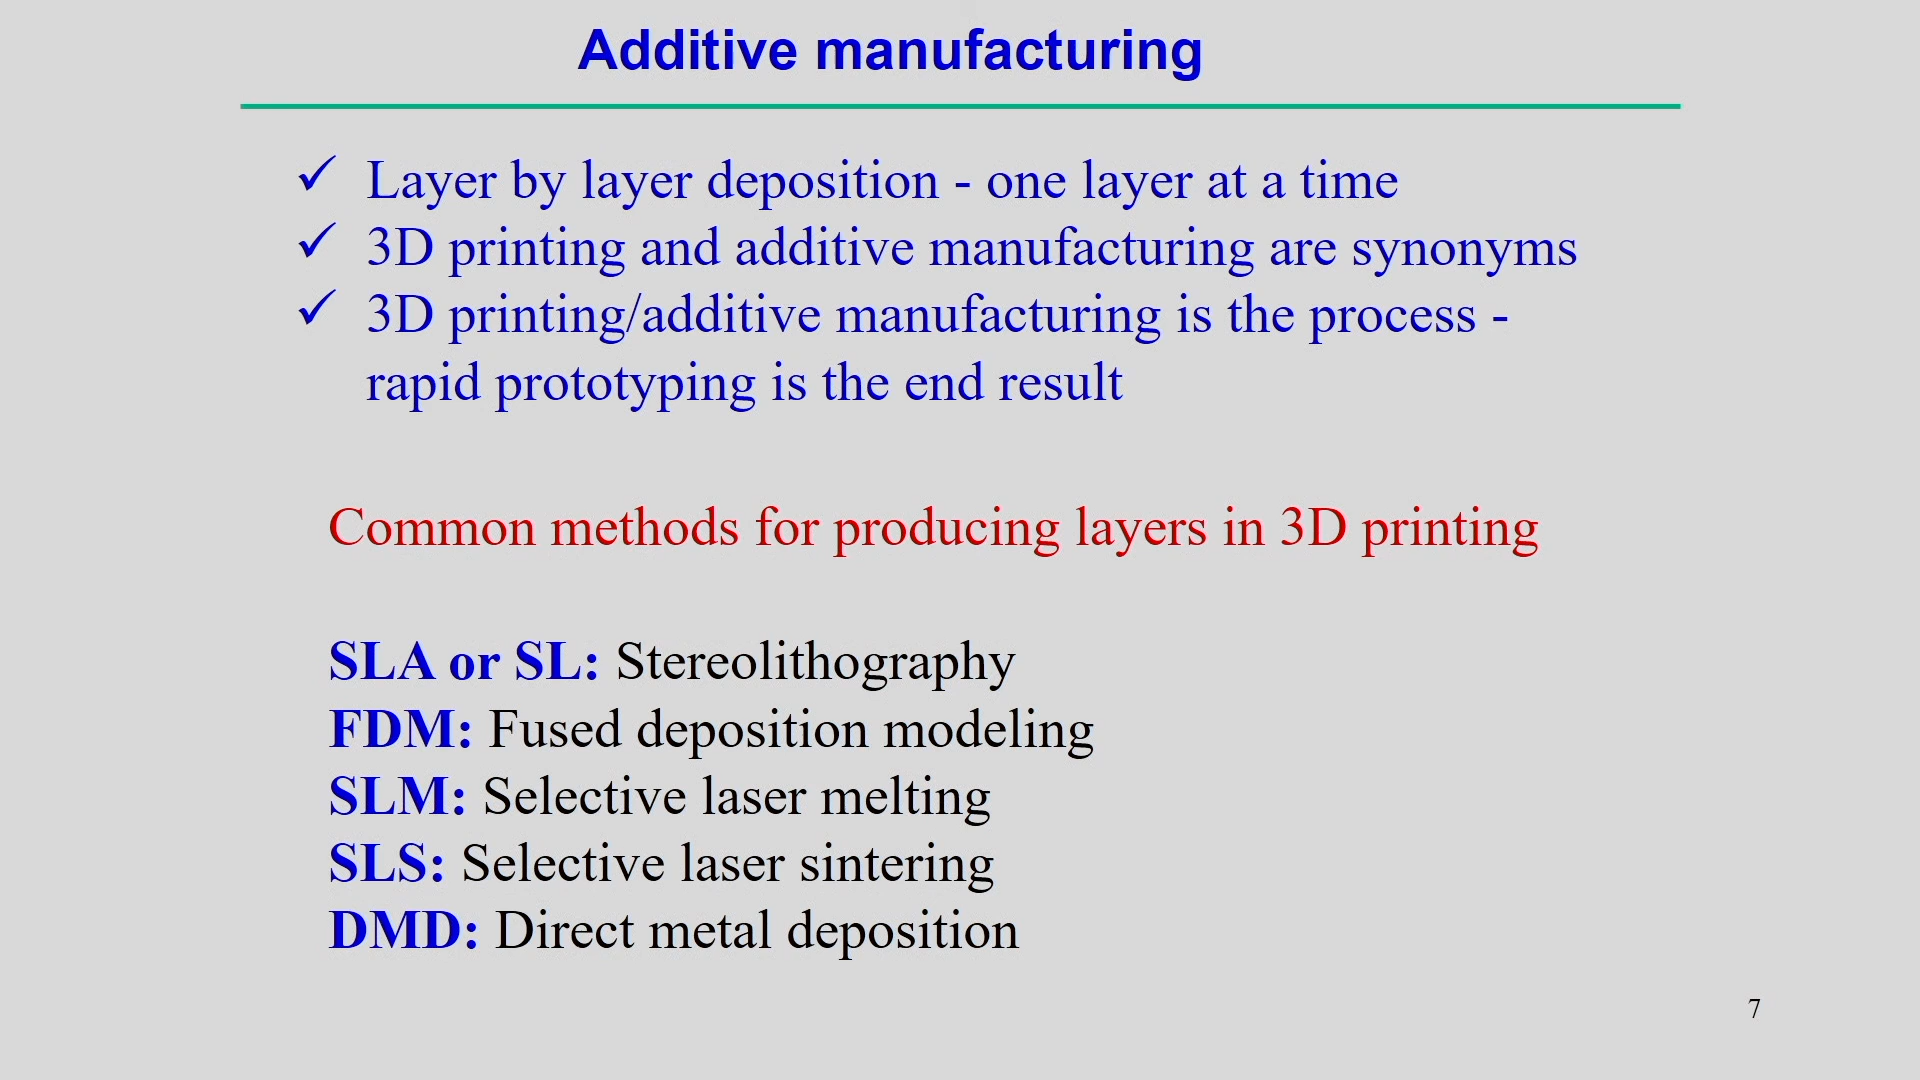 Additive manufacturing
✓ Layer by layer deposition - one layer at a time
✓ 3D printing and additive manufacturing are synonyms
✓ 3D printing/additive manufacturing is the process -
rapid prototyping is the end result
Common methods for producing layers in 3D printing
SLA or SL: Stereolithography
FDM: Fused deposition modeling
SLM: Selective laser melting
SLS: Selective laser sintering
DMD: Direct metal deposition
7